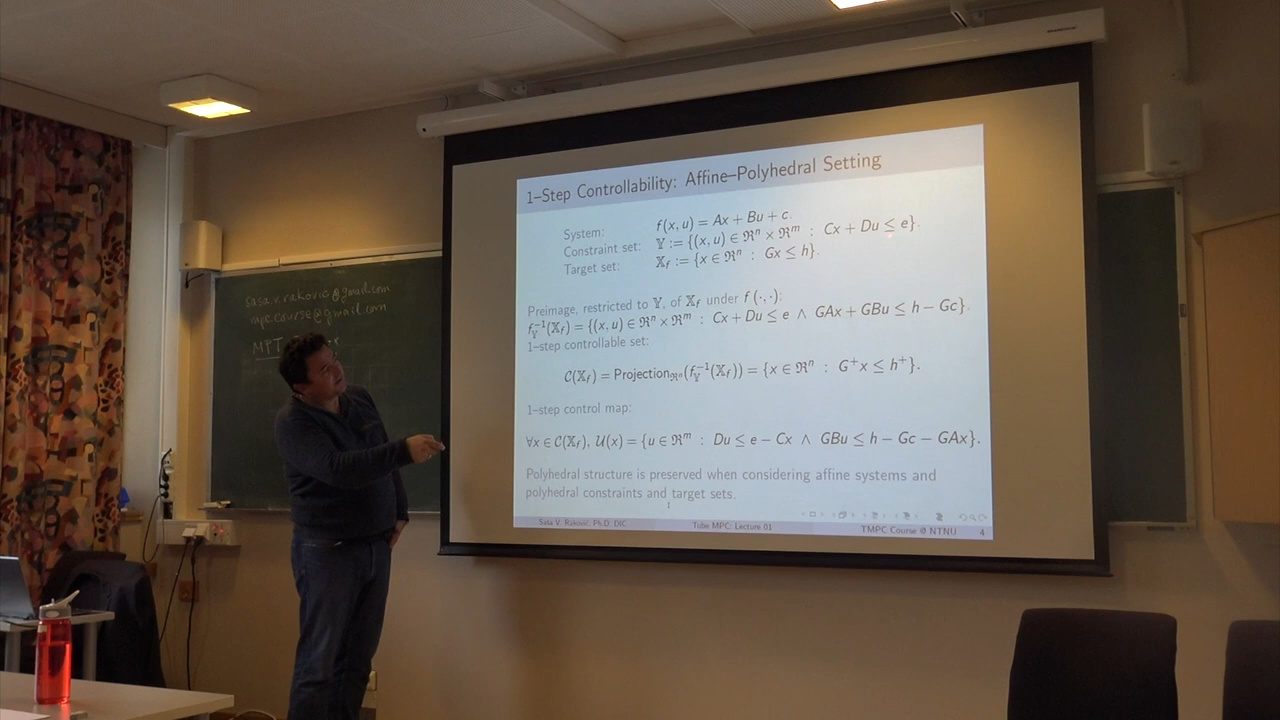 1–Step Controllability: Affine–Polyhedral Setting
System: f(x, u) = Ax + Bu + c.
Constraint set: 𝕐 := {(x, u) ∈ ℜⁿ × ℜᵐ : Cx + Du ≤ e}.
Target set: 𝕏_f := {x ∈ ℜⁿ : Gx ≤ h}.
Preimage, restricted to 𝕐, of 𝕏_f under f (·, ·):
f_𝕐⁻¹(𝕏_f) = {(x, u) ∈ ℜⁿ × ℜᵐ : Cx + Du ≤ e ∧ GAx + GBu ≤ h − Gc}.
1-step controllable set:
𝒞(𝕏_f) = Projection_ℜⁿ(f_𝕐⁻¹(𝕏_f)) = {x ∈ ℜⁿ : G⁺x ≤ h⁺}.
1-step control map:
∀x ∈ 𝒞(𝕏_f), 𝒰(x) = {u ∈ ℜᵐ : Du ≤ e − Cx ∧ GBu ≤ h − Gc − GAx}.
Polyhedral structure is preserved when considering affine systems and
polyhedral constraints and target sets.
Saša V. Raković, Ph.D. DIC Tube MPC: Lecture 01 TMPC Course @ NTNU 4
sasa.v.rakovic@gmail.com
mpc.course@gmail.com
MPT